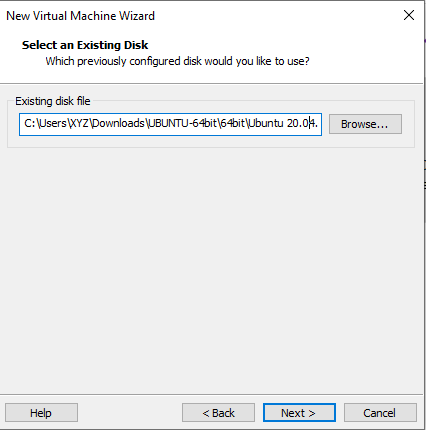 New Virtual Machine Wizard
Select an Existing Disk
Which previously configured disk would you like to use?
Existing disk file
C:\Users\XYZ\Downloads\UBUNTU-64bit\64bit\Ubuntu 20.04.
Browse...
Help
< Back
Next >
Cancel